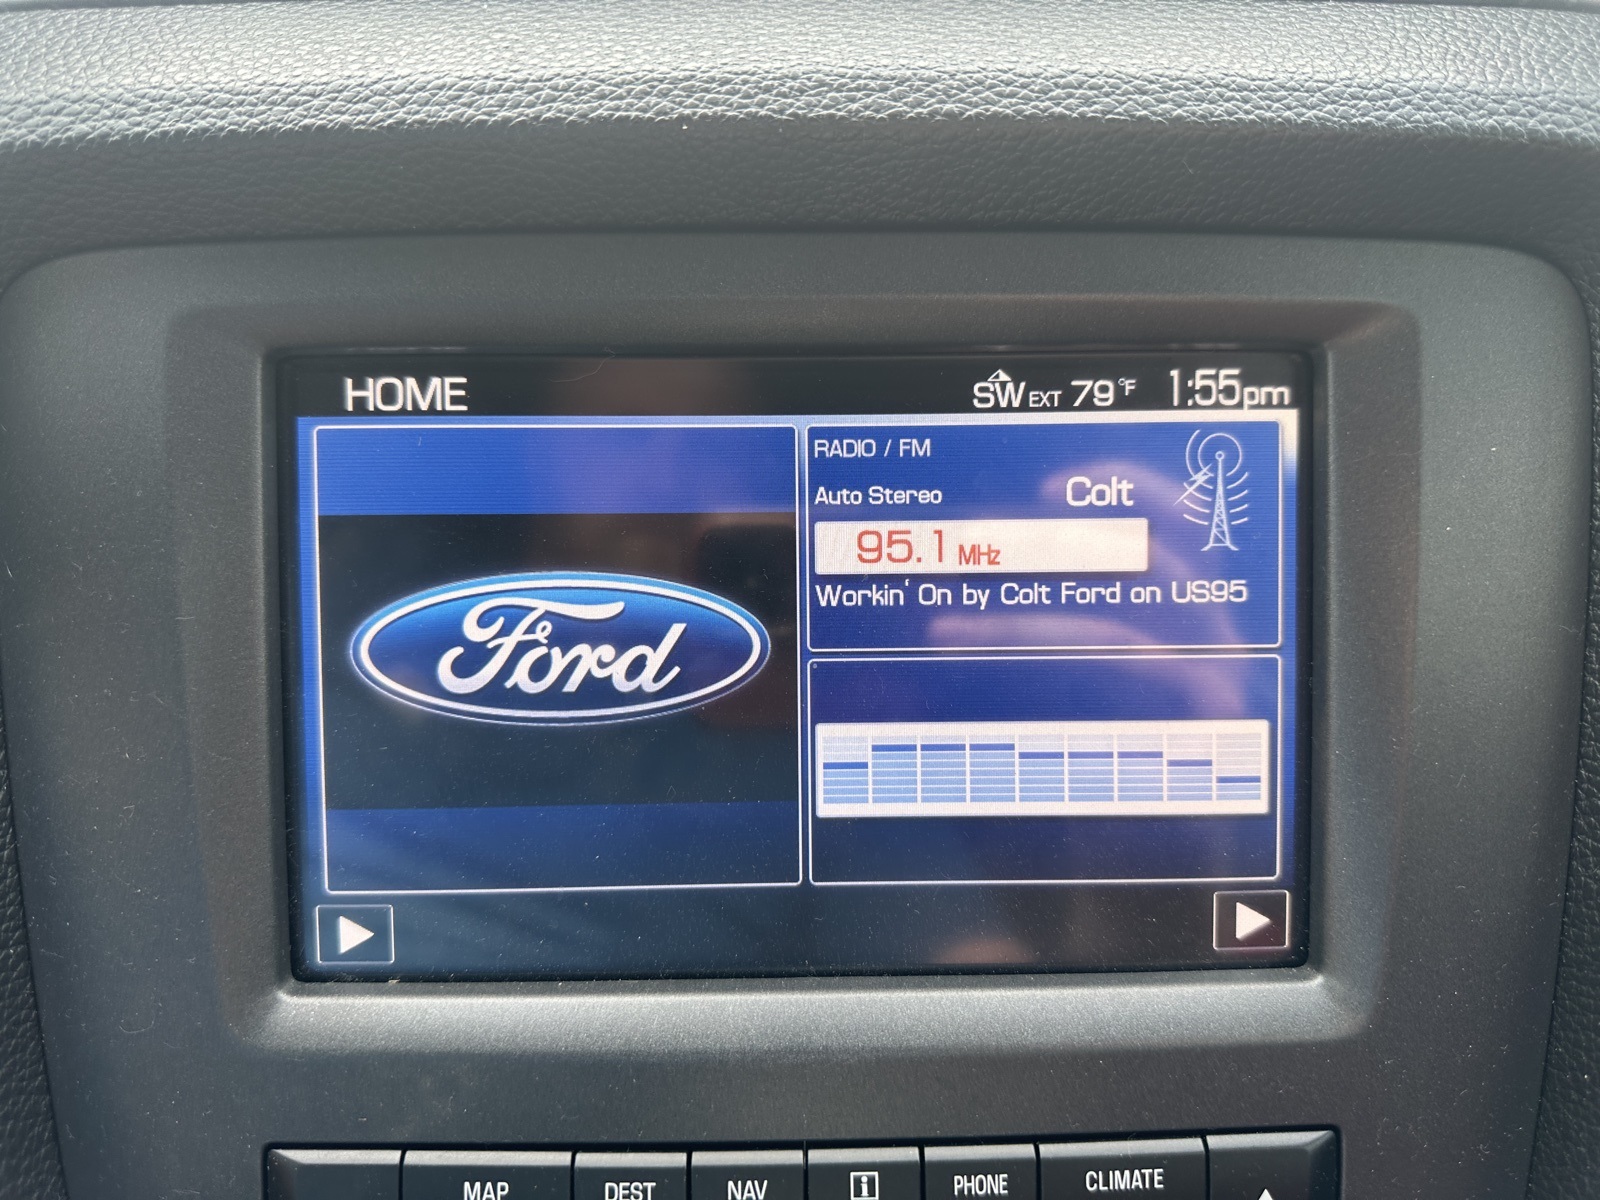 HOME
SW EXT 79°F 1:55pm
RADIO / FM
Auto Stereo Colt
95.1 MHz
Workin‘ On by Colt Ford on US95
Ford
MAP DEST NAV i PHONE CLIMATE